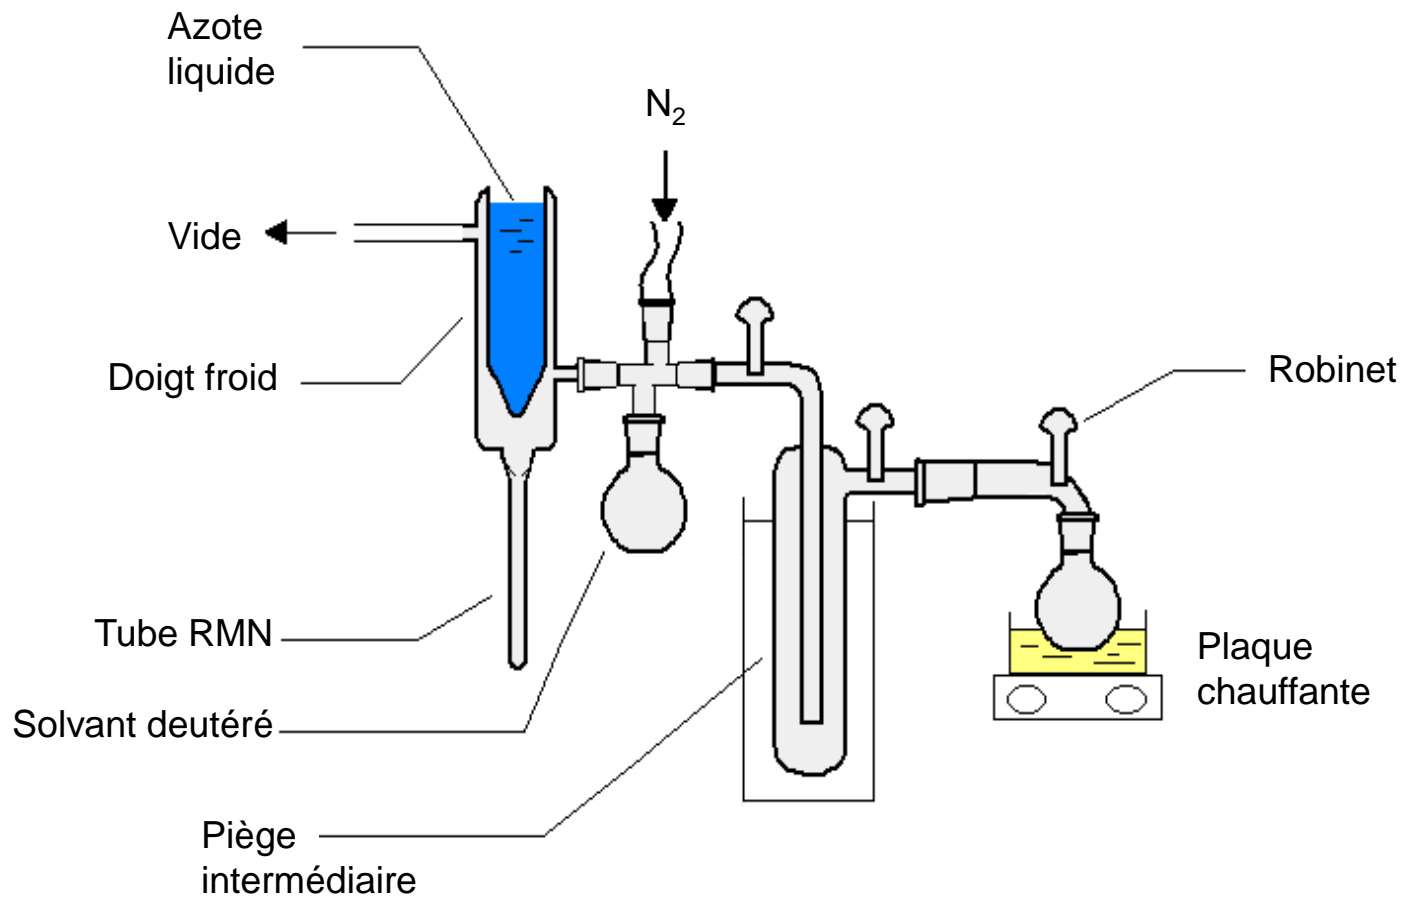 Azote
liquide
N₂
Vide
Doigt froid
Robinet
Tube RMN
Plaque
chauffante
Solvant deutéré
Piège
intermédiaire